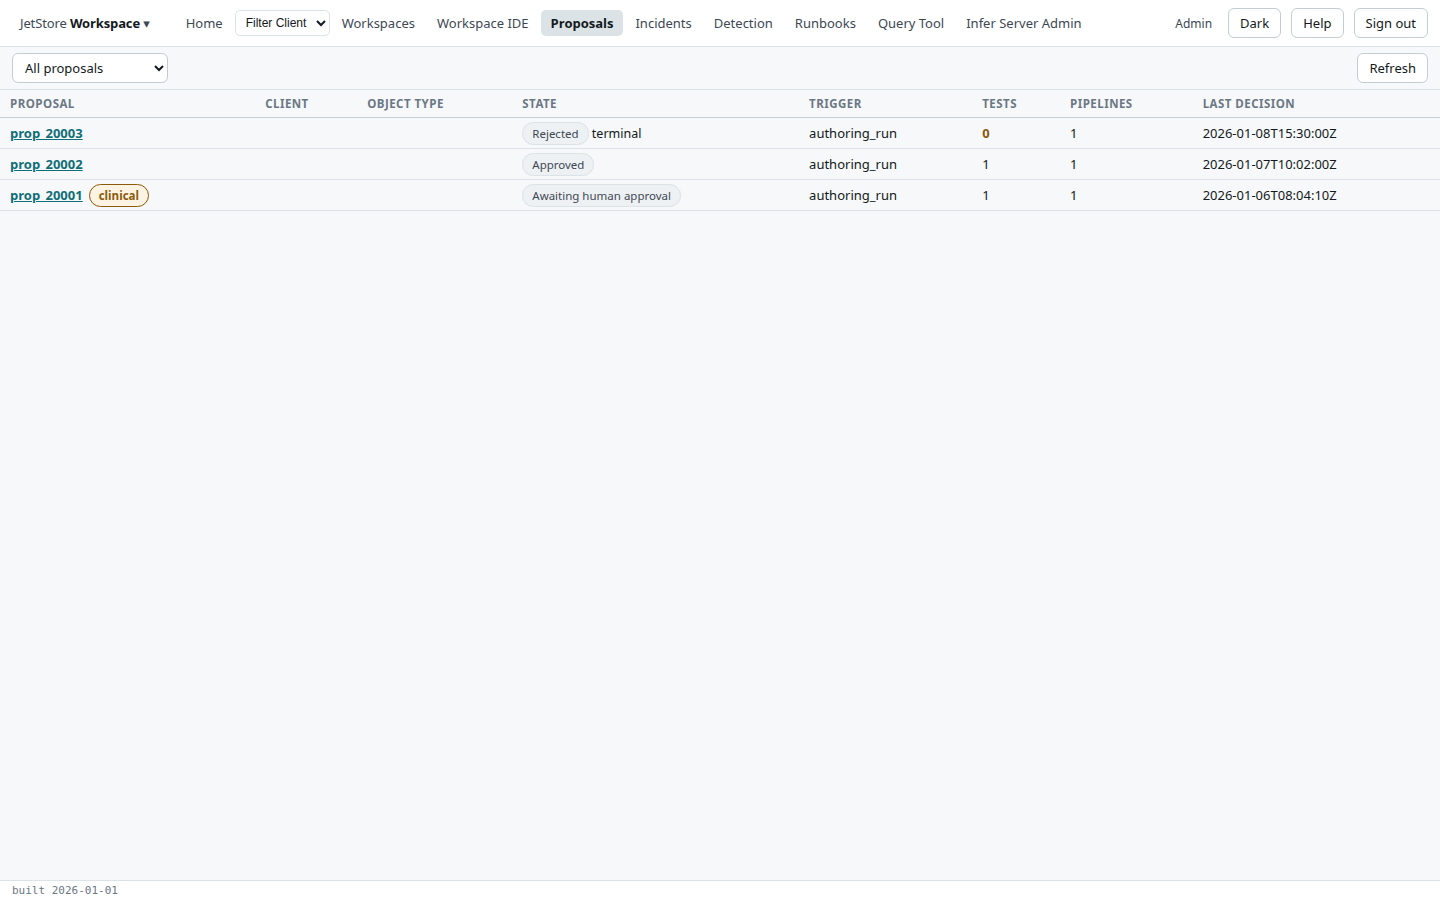 JetStore Workspace ▾ Home Filter Client Workspaces Workspace IDE Proposals Incidents Detection Runbooks Query Tool Infer Server Admin Admin Dark Help Sign out
All proposals Refresh
PROPOSAL CLIENT OBJECT TYPE STATE TRIGGER TESTS PIPELINES LAST DECISION
prop_20003 Rejected terminal authoring_run 0 1 2026-01-08T15:30:00Z
prop_20002 Approved authoring_run 1 1 2026-01-07T10:02:00Z
prop_20001 clinical Awaiting human approval authoring_run 1 1 2026-01-06T08:04:10Z
built 2026-01-01